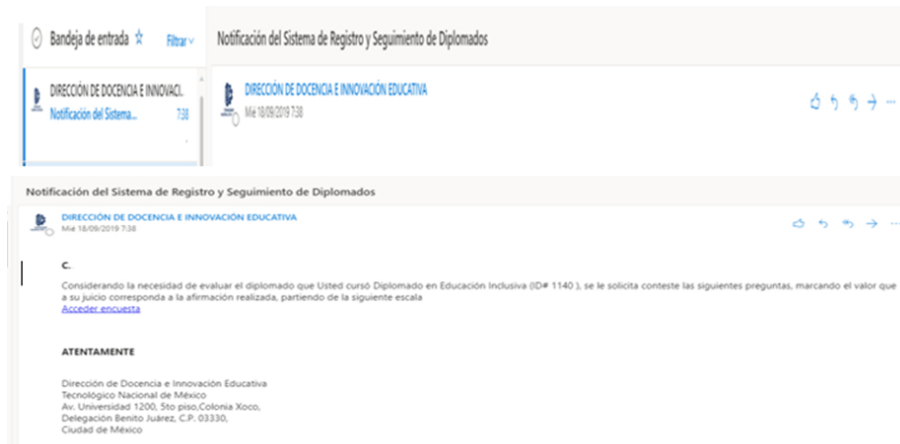 Bandeja de entrada
Filtrar
Notificación del Sistema de Registro y Seguimiento de Diplomados
DIRECCIÓN DE DOCENCIA E INNOVACI..
Notificación del Sistema...
7:38
DIRECCIÓN DE DOCENCIA E INNOVACIÓN EDUCATIVA
Mié 18/09/2019 7:38
Notificación del Sistema de Registro y Seguimiento de Diplomados
DIRECCIÓN DE DOCENCIA E INNOVACIÓN EDUCATIVA
Mié 18/09/2019 7:38
C.
Considerando la necesidad de evaluar el diplomado que Usted cursó Diplomado en Educación Inclusiva (ID# 1140 ), se le solicita conteste las siguientes preguntas, marcando el valor que
a su juicio corresponda a la afirmación realizada, partiendo de la siguiente escala
Acceder encuesta
ATENTAMENTE
Dirección de Docencia e Innovación Educativa
Tecnológico Nacional de México
Av. Universidad 1200, 5to piso,Colonia Xoco,
Delegación Benito Juárez, C.P. 03330,
Ciudad de México